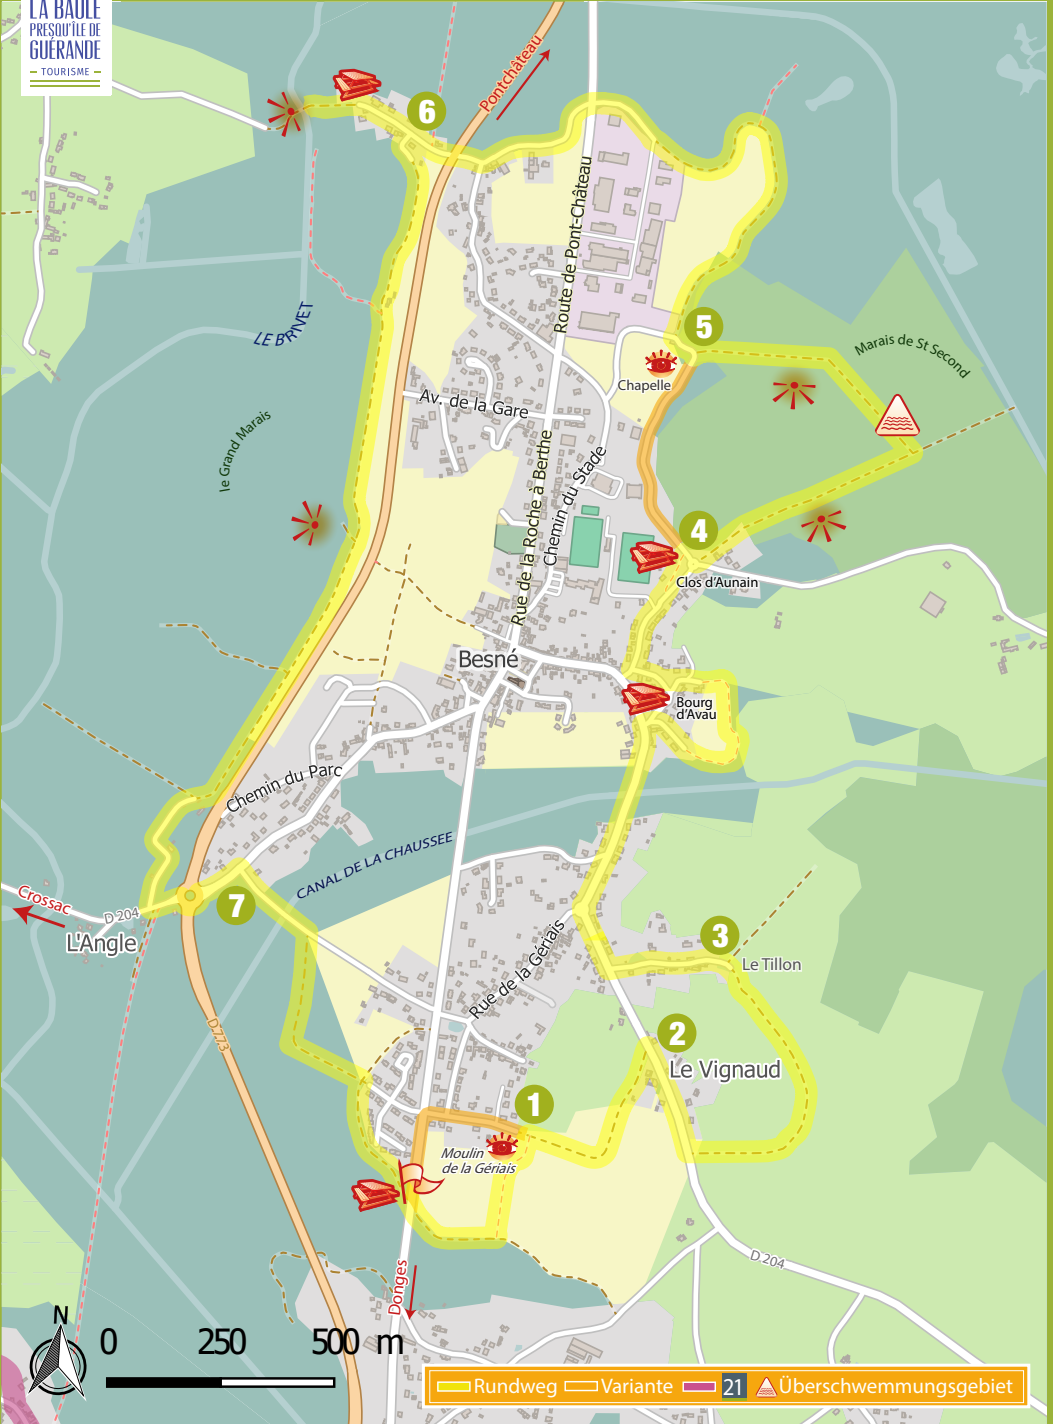 LA BAULE
PRESQU'ÎLE DE
GUÉRANDE
- TOURISME -
Pontchâteau
6
Route de Pont-Château
LE BRIVET
5
Chapelle
Marais de St Second
Av. de la Gare
le Grand Marais
Rue de la Roche à Berthe
Chemin du Stade
4
Clos d'Aunain
Besné
Bourg
d'Avau
Chemin du Parc
CANAL DE LA CHAUSSEE
Crossac
D 204
7
L'Angle
Rue de la Gériais
3
Le Tillon
D 773
2
Le Vignaud
1
Moulin
de la Gériais
D 204
Donges
N
0 250 500 m
Rundweg Variante 21 Überschwemmungsgebiet